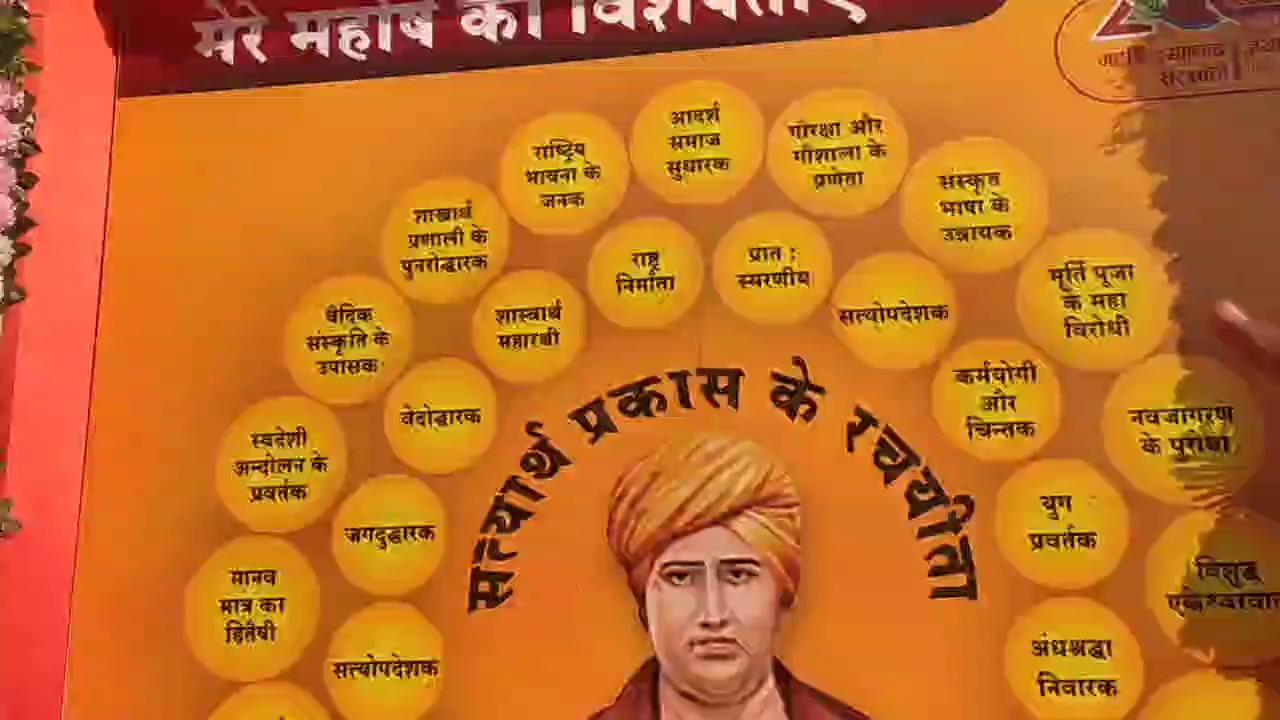 मेरे महर्षि की विशेषताएँ
आदर्श
समाज
सुधारक
राष्ट्रिय
भावना के
जनक
गौरक्षा और
गौशाला के
प्रणेता
शास्त्रार्थ
प्रणाली के
पुनरोद्धारक
संस्कृत
भाषा के
उन्नायक
वैदिक
संस्कृति के
उपासक
शास्त्रार्थ
महारथी
राष्ट्र
निर्माता
प्रात :
स्मरणीय
सत्योपदेशक
मूर्ति पूजा
के महा
विरोधी
स्वदेशी
अन्दोलन के
प्रवर्तक
वेदोद्धारक
कर्मयोगी
और
चिन्तक
नवजागरण
के पुरोधा
सत्यार्थ प्रकास के रचयीता
जगदुद्धारक
युग
प्रवर्तक
मानव
मात्र का
हितैषी
सत्योपदेशक
अंधश्रद्धा
निवारक
विशुद्ध